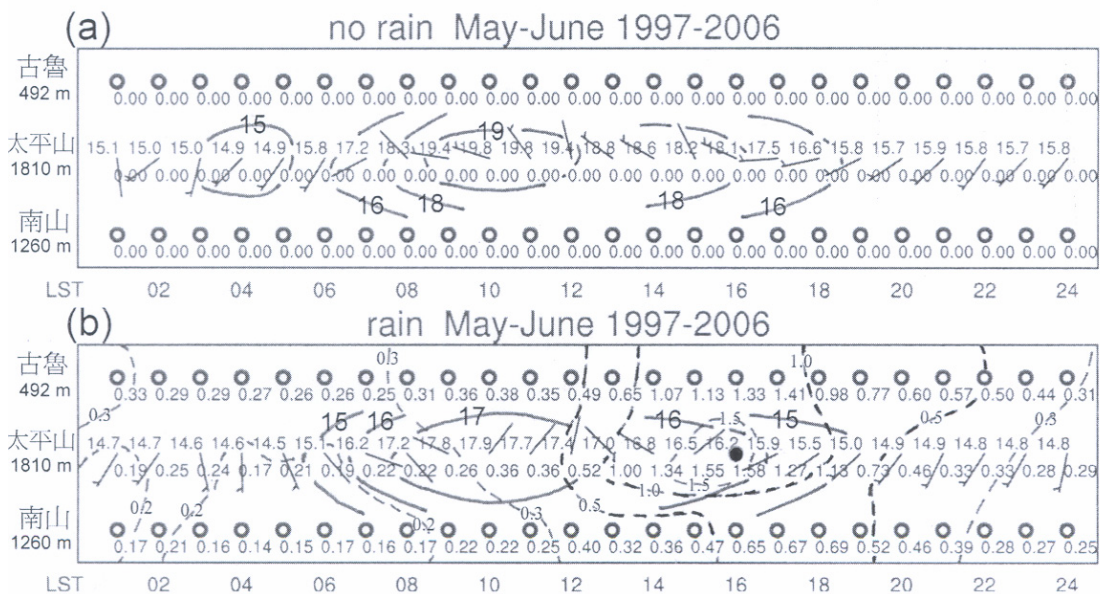 (a) no rain May-June 1997-2006
古魯
492 m
0.00 0.00 0.00 0.00 0.00 0.00 0.00 0.00 0.00 0.00 0.00 0.00 0.00 0.00 0.00 0.00 0.00 0.00 0.00 0.00 0.00 0.00 0.00 0.00
15 19
太平山 15.1 15.0 15.0 14.9 14.9 15.8 17.2 18.3 19.4 19.8 19.8 19.4 18.8 18.6 18.2 18.1 17.5 16.6 15.8 15.7 15.9 15.8 15.7 15.8
1810 m 0.00 0.00 0.00 0.00 0.00 0.00 0.00 0.00 0.00 0.00 0.00 0.00 0.00 0.00 0.00 0.00 0.00 0.00 0.00 0.00 0.00 0.00 0.00 0.00
16 18 18 16
南山
1260 m
0.00 0.00 0.00 0.00 0.00 0.00 0.00 0.00 0.00 0.00 0.00 0.00 0.00 0.00 0.00 0.00 0.00 0.00 0.00 0.00 0.00 0.00 0.00 0.00
LST 02 04 06 08 10 12 14 16 18 20 22 24
(b) rain May-June 1997-2006
0.3 1.0
古魯
492 m
0.33 0.29 0.29 0.27 0.26 0.26 0.25 0.31 0.36 0.38 0.35 0.49 0.65 1.07 1.13 1.33 1.41 0.98 0.77 0.60 0.57 0.50 0.44 0.31
0.3 15 16 17 16 1.5 15 0.5 0.3
太平山 14.7 14.7 14.6 14.6 14.5 15.1 16.2 17.2 17.8 17.9 17.7 17.4 17.0 16.8 16.5 16.2 15.9 15.5 15.0 14.9 14.9 14.8 14.8 14.8
1810 m 0.19 0.25 0.24 0.17 0.21 0.19 0.22 0.22 0.26 0.36 0.36 0.52 1.00 1.34 1.55 1.58 1.27 1.13 0.73 0.46 0.33 0.33 0.28 0.29
1.5
1.0
0.2 0.2 0.2 0.3 0.5
南山
1260 m
0.17 0.21 0.16 0.14 0.15 0.17 0.16 0.17 0.22 0.22 0.25 0.40 0.32 0.36 0.47 0.65 0.67 0.69 0.52 0.46 0.39 0.28 0.27 0.25
LST 02 04 06 08 10 12 14 16 18 20 22 24